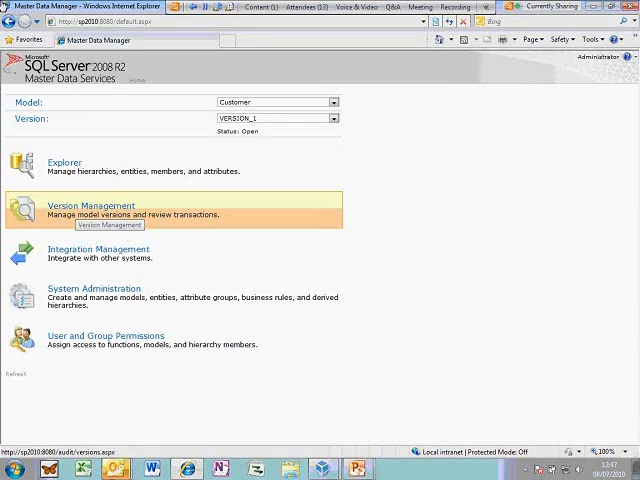 Master Data Manager - Windows Internet Explorer
Content (1) Attendees (13) Voice & Video Q&A Meeting Recording
Currently Sharing
http://sp2010:8080/default.aspx
Bing
Favorites
Master Data Manager
Page Safety Tools
Microsoft
SQL Server 2008 R2
Master Data Services
Home
Administrator
Model: Customer
Version: VERSION_1
Status: Open
Explorer
Manage hierarchies, entities, members, and attributes.
Version Management
Manage model versions and review transactions.
Version Management
Integration Management
Integrate with other systems.
System Administration
Create and manage models, entities, attribute groups, business rules, and derived
hierarchies.
User and Group Permissions
Assign access to functions, models, and hierarchy members.
Refresh
http://sp2010:8080/audit/versions.aspx
Local intranet | Protected Mode: Off
100%
12:47
08/07/2010